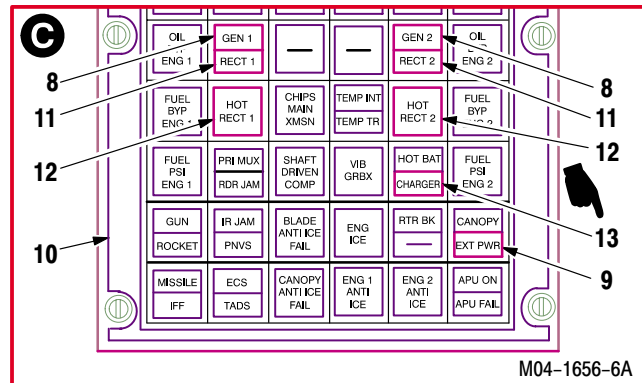 C
8
OIL
ENG 1
GEN 1
RECT 1
—
—
GEN 2
RECT 2
OIL
ENG 2
8
11
11
FUEL
BYP
ENG 1
HOT
RECT 1
CHIPS
MAIN
XMSN
TEMP INT
TEMP TR
HOT
RECT 2
FUEL
BYP
ENG 2
12
12
FUEL
PSI
ENG 1
PRI MUX
RDR JAM
SHAFT
DRIVEN
COMP
VIB
GRBX
HOT BAT
CHARGER
FUEL
PSI
ENG 2
13
10
GUN
ROCKET
IR JAM
PNVS
BLADE
ANTI ICE
FAIL
ENG
ICE
RTR BK
—
CANOPY
EXT PWR
9
MISSILE
IFF
ECS
TADS
CANOPY
ANTI ICE
FAIL
ENG 1
ANTI
ICE
ENG 2
ANTI
ICE
APU ON
APU FAIL
M04-1656-6A